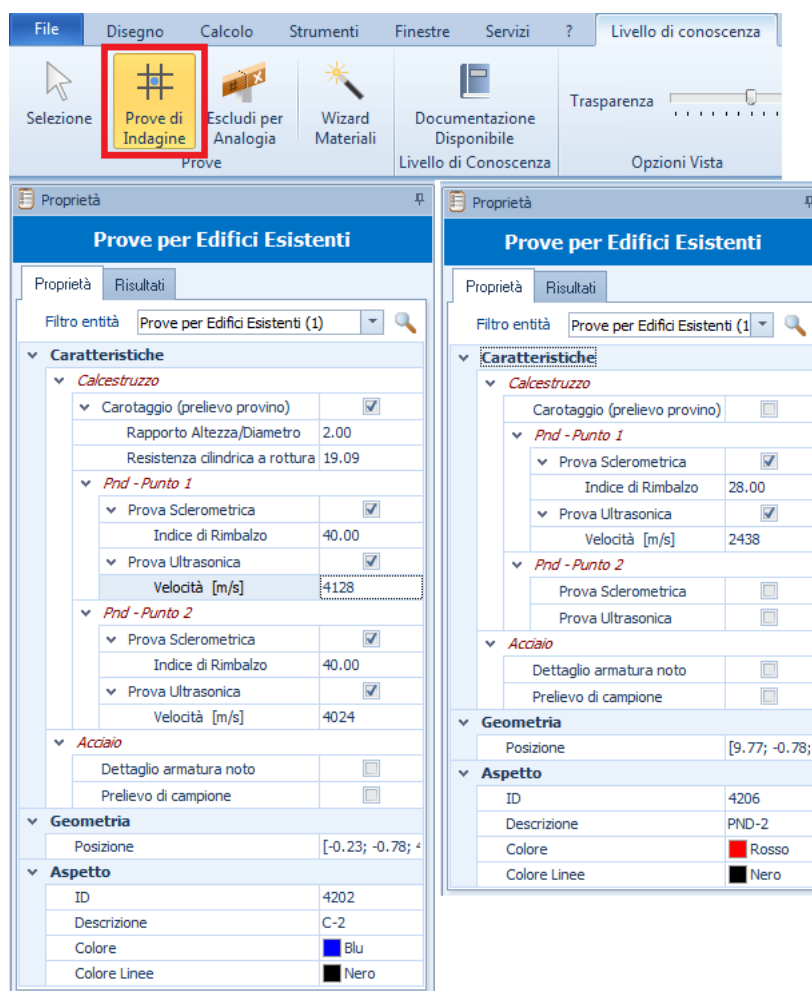 File Disegno Calcolo Strumenti Finestre Servizi ? Livello di conoscenza
Selezione Prove di Indagine Escludi per Analogia Wizard Materiali Documentazione Disponibile Trasparenza
Prove Livello di Conoscenza Opzioni Vista
Proprietà
Prove per Edifici Esistenti
Proprietà Risultati
Filtro entità Prove per Edifici Esistenti (1)
Caratteristiche
Calcestruzzo
Carotaggio (prelievo provino)
Rapporto Altezza/Diametro 2.00
Resistenza cilindrica a rottura 19.09
Pnd - Punto 1
Prova Sclerometrica
Indice di Rimbalzo 40.00
Prova Ultrasonica
Velocità [m/s] 4128
Pnd - Punto 2
Prova Sclerometrica
Indice di Rimbalzo 40.00
Prova Ultrasonica
Velocità [m/s] 4024
Acciaio
Dettaglio armatura noto
Prelievo di campione
Geometria
Posizione [-0.23; -0.78;
Aspetto
ID 4202
Descrizione C-2
Colore Blu
Colore Linee Nero
Proprietà
Prove per Edifici Esistenti
Proprietà Risultati
Filtro entità Prove per Edifici Esistenti (1
Caratteristiche
Calcestruzzo
Carotaggio (prelievo provino)
Pnd - Punto 1
Prova Sclerometrica
Indice di Rimbalzo 28.00
Prova Ultrasonica
Velocità [m/s] 2438
Pnd - Punto 2
Prova Sclerometrica
Prova Ultrasonica
Acciaio
Dettaglio armatura noto
Prelievo di campione
Geometria
Posizione [9.77; -0.78;
Aspetto
ID 4206
Descrizione PND-2
Colore Rosso
Colore Linee Nero